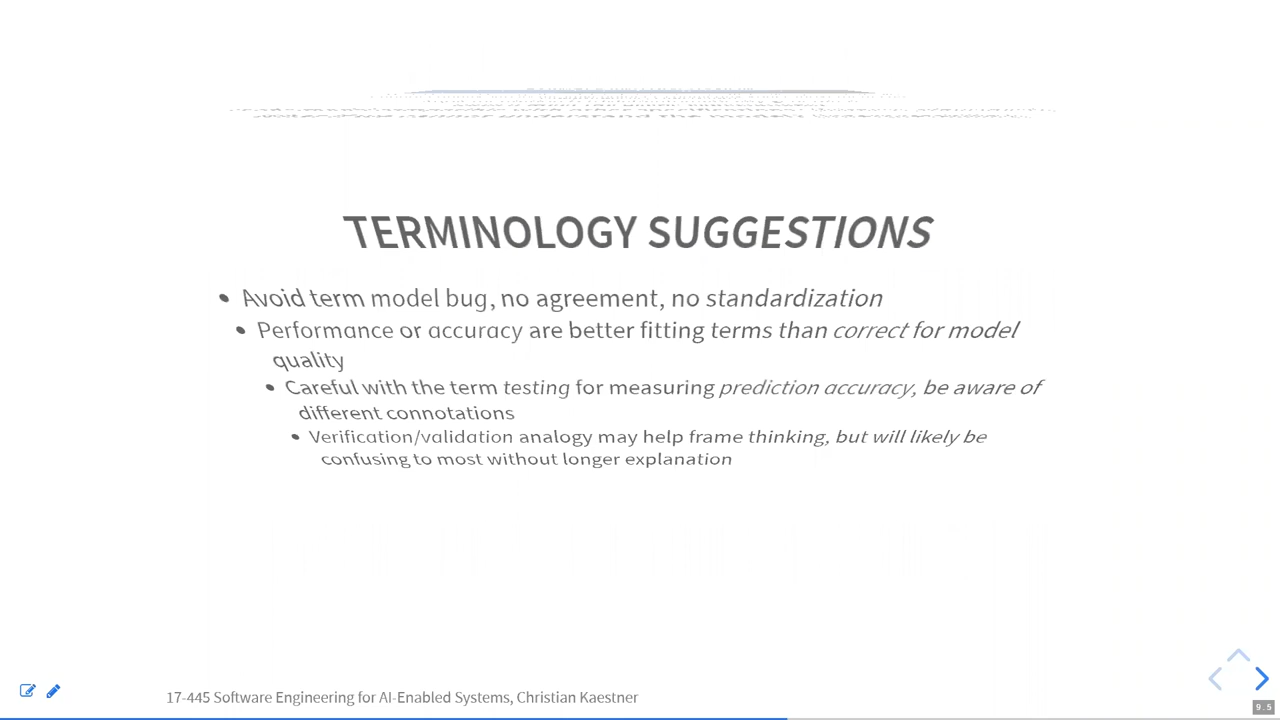 TERMINOLOGY SUGGESTIONS
• Avoid term model bug, no agreement, no standardization
• Performance or accuracy are better fitting terms than correct for model
quality
• Careful with the term testing for measuring prediction accuracy, be aware of
different connotations
• Verification/validation analogy may help frame thinking, but will likely be
confusing to most without longer explanation
17-445 Software Engineering for AI-Enabled Systems, Christian Kaestner
9.5